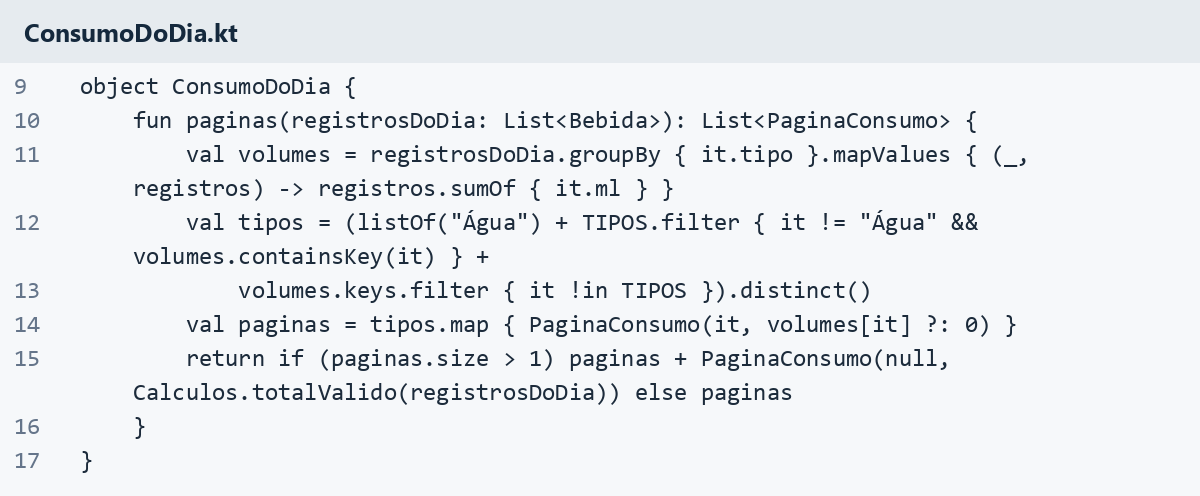 ConsumoDoDia.kt
9 object ConsumoDoDia {
10 fun paginas(registrosDoDia: List<Bebida>): List<PaginaConsumo> {
11 val volumes = registrosDoDia.groupBy { it.tipo }.mapValues { (_,
registros) -> registros.sumOf { it.ml } }
12 val tipos = (listOf("Água") + TIPOS.filter { it != "Água" &&
volumes.containsKey(it) } +
13 volumes.keys.filter { it !in TIPOS }).distinct()
14 val paginas = tipos.map { PaginaConsumo(it, volumes[it] ?: 0) }
15 return if (paginas.size > 1) paginas + PaginaConsumo(null,
Calculos.totalValido(registrosDoDia)) else paginas
16 }
17 }